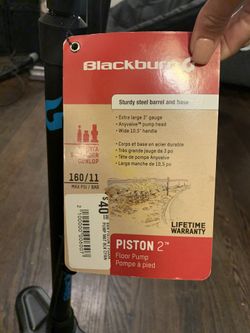 Blackburn
Sturdy steel barrel and base
• Extra large 3" gauge
• Anyvalve™ pump head
• Wide 10.5" handle
• Corps et base en acier durable
• Très grande jauge de 3 po
• Tête de pompe Anyvalve
• Large manche de 10,5 po
DUNLOP
160/11
MAX PSI / BAR
$40
LIFETIME
WARRANTY
PISTON 2™
Floor Pump
Pompe à pied